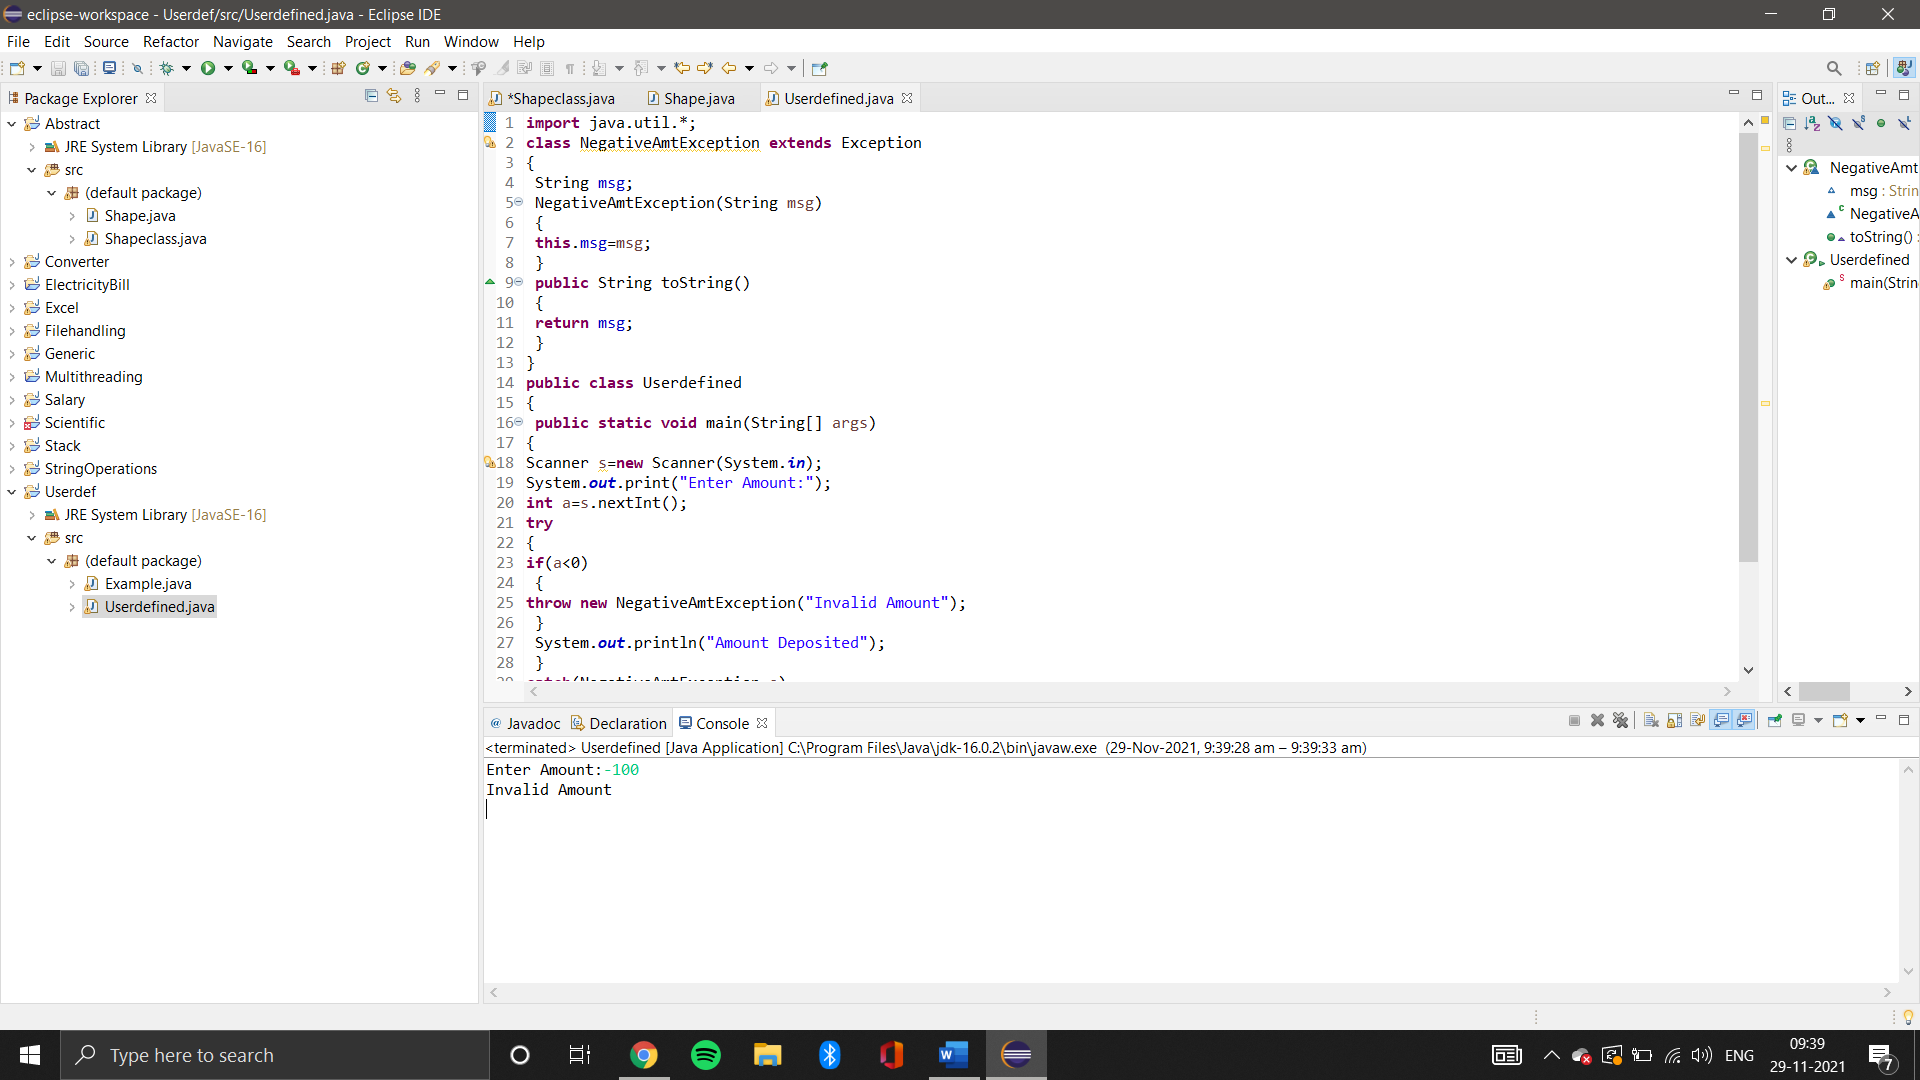 eclipse-workspace - Userdef/src/Userdefined.java - Eclipse IDE
File Edit Source Refactor Navigate Search Project Run Window Help
Package Explorer
Abstract
JRE System Library [JavaSE-16]
src
(default package)
Shape.java
Shapeclass.java
Converter
ElectricityBill
Excel
Filehandling
Generic
Multithreading
Salary
Scientific
Stack
StringOperations
Userdef
JRE System Library [JavaSE-16]
src
(default package)
Example.java
Userdefined.java
*Shapeclass.java Shape.java Userdefined.java
1 import java.util.*;
2 class NegativeAmtException extends Exception
3 {
4 String msg;
5 NegativeAmtException(String msg)
6 {
7 this.msg=msg;
8 }
9 public String toString()
10 {
11 return msg;
12 }
13 }
14 public class Userdefined
15 {
16 public static void main(String[] args)
17 {
18 Scanner s=new Scanner(System.in);
19 System.out.print("Enter Amount:");
20 int a=s.nextInt();
21 try
22 {
23 if(a<0)
24 {
25 throw new NegativeAmtException("Invalid Amount");
26 }
27 System.out.println("Amount Deposited");
28 }
Out...
NegativeAmt
msg : Strin
NegativeA
toString() :
Userdefined
main(Strin
Javadoc Declaration Console
<terminated> Userdefined [Java Application] C:\Program Files\Java\jdk-16.0.2\bin\javaw.exe (29-Nov-2021, 9:39:28 am – 9:39:33 am)
Enter Amount:-100
Invalid Amount
Type here to search
ENG
09:39
29-11-2021
7